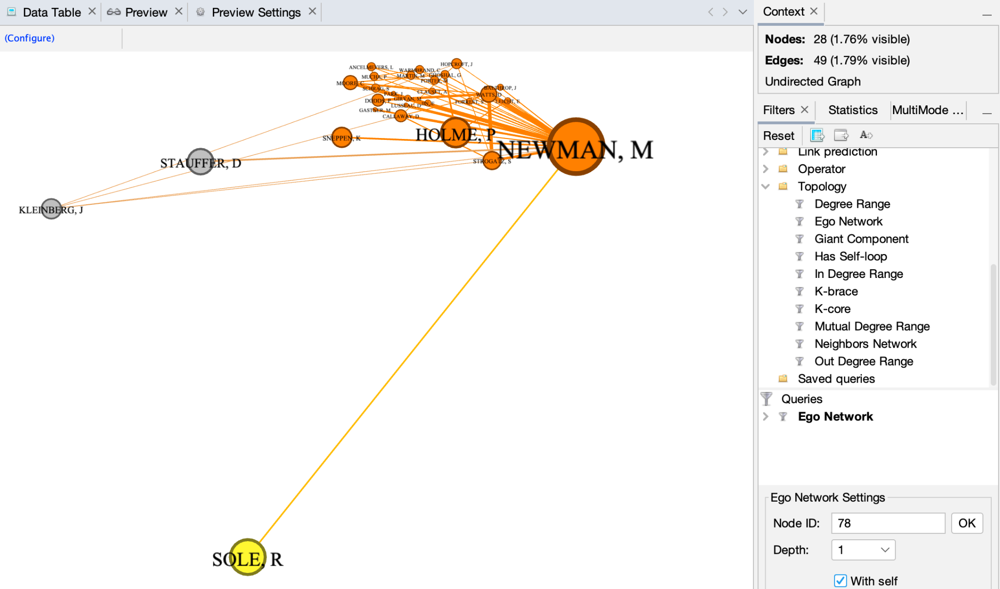 Data Table
Preview
Preview Settings
(Configure)
ANCELMEYERS, L
HOPCROFT, J
WARMBRAND, C
MUCHA, P
MARTIN, M
GHOSHAL, G
MOORE, C
PORTER, M
SCHRAG, S
BALTHROP, J
PARK, J
CLAUSET, A
WATTS, D
DODDS, P
GIRVAN, M
LUSSEAU, D
JIN, E
FORREST, S
LEICHT, E
GASTNER, M
CALLAWAY, D
SNEPPEN, K
HOLME, P
NEWMAN, M
STAUFFER, D
STROGATZ, S
KLEINBERG, J
SOLE, R
Context
Nodes: 28 (1.76% visible)
Edges: 49 (1.79% visible)
Undirected Graph
Filters
Statistics
MultiMode ...
Reset
Link prediction
Operator
Topology
Degree Range
Ego Network
Giant Component
Has Self-loop
In Degree Range
K-brace
K-core
Mutual Degree Range
Neighbors Network
Out Degree Range
Saved queries
Queries
Ego Network
Ego Network Settings
Node ID: 78 OK
Depth: 1
With self